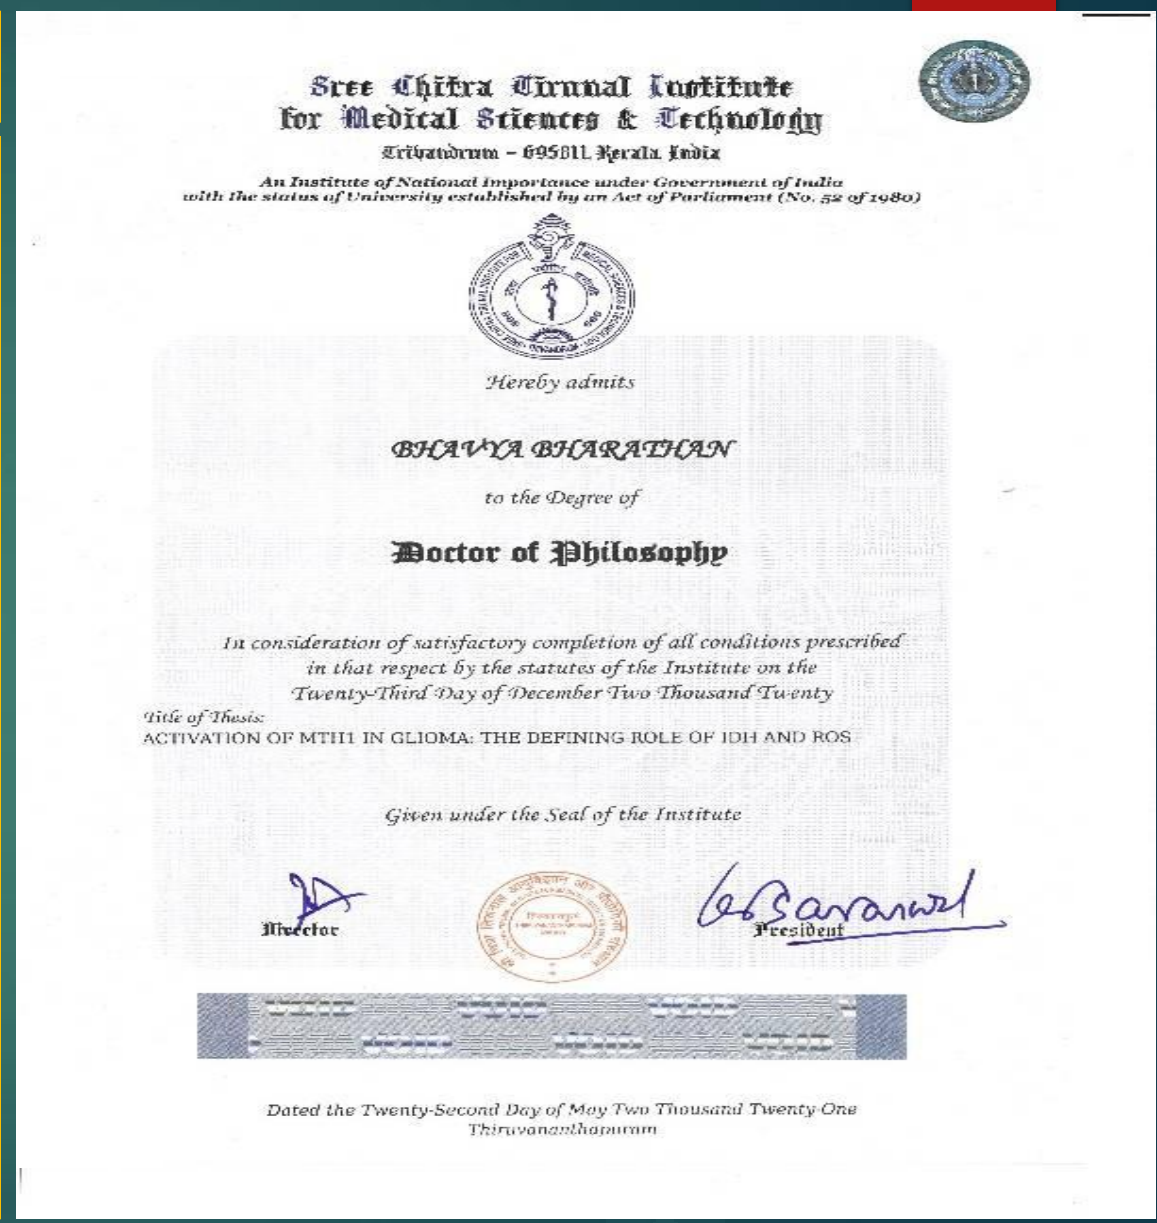 Sree Chitra Tirunal Institute
for Medical Sciences & Technology
Trivandrum - 695011, Kerala, India
An Institute of National Importance under Government of India
with the status of University established by an Act of Parliament (No. 52 of 1980)
Hereby admits
BHAVYA BHARATHAN
to the Degree of
Doctor of Philosophy
In consideration of satisfactory completion of all conditions prescribed
in that respect by the statutes of the Institute on the
Twenty-Third Day of December Two Thousand Twenty
Title of Thesis:
ACTIVATION OF MTH1 IN GLIOMA: THE DEFINING ROLE OF IDH AND ROS
Given under the Seal of the Institute
Director
President
Dated the Twenty-Second Day of May Two Thousand Twenty-One
Thiruvananthapuram